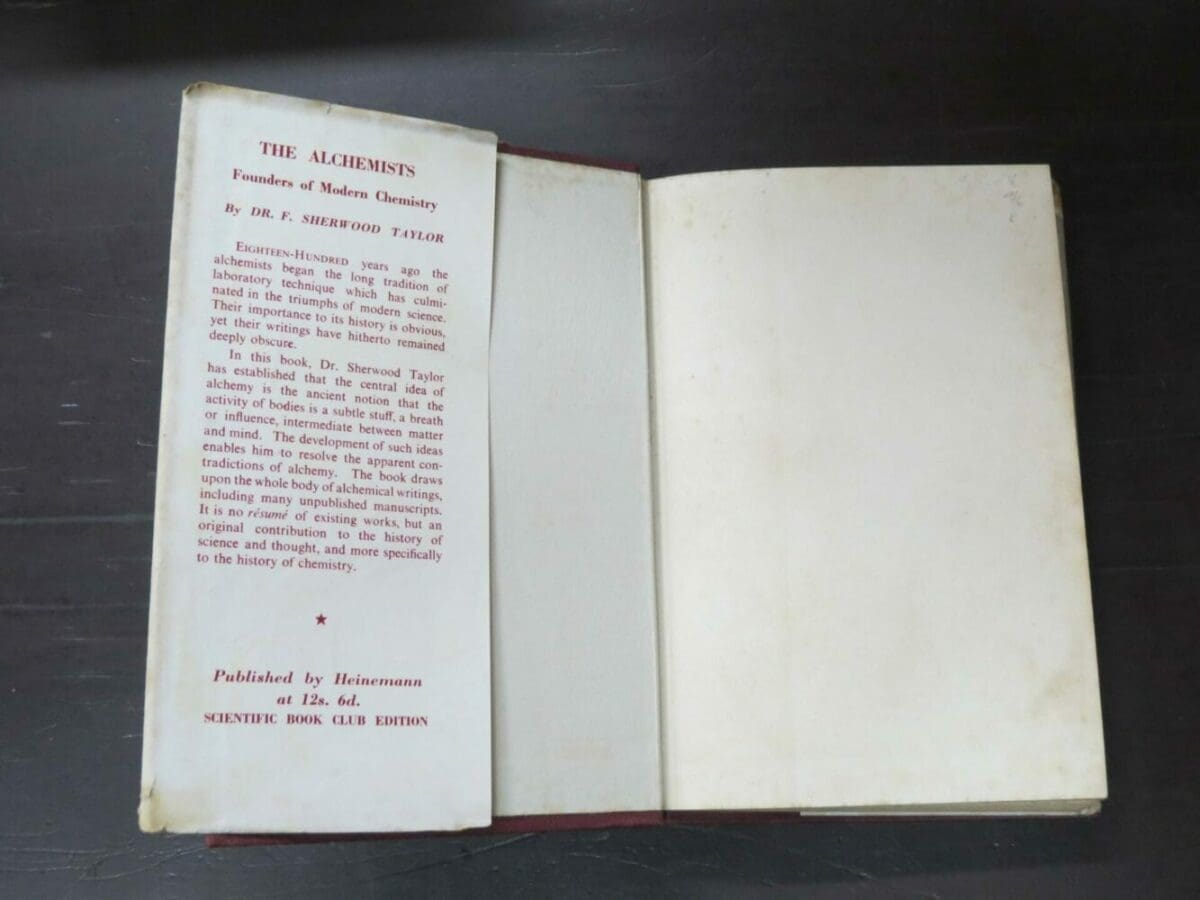 THE ALCHEMISTS
Founders of Modern Chemistry
By DR. F. SHERWOOD TAYLOR
EIGHTEEN-HUNDRED years ago the
alchemists began the long tradition of
laboratory technique which has culmi-
nated in the triumphs of modern science.
Their importance to its history is obvious,
yet their writings have hitherto remained
deeply obscure.
In this book, Dr. Sherwood Taylor
has established that the central idea of
alchemy is the ancient notion that the
activity of bodies is a subtle stuff, a breath
or influence, intermediate between matter
and mind. The development of such ideas
enables him to resolve the apparent con-
tradictions of alchemy. The book draws
upon the whole body of alchemical writings,
including many unpublished manuscripts.
It is no résumé of existing works, but an
original contribution to the history of
science and thought, and more specifically
to the history of chemistry.
★
Published by Heinemann
at 12s. 6d.
SCIENTIFIC BOOK CLUB EDITION